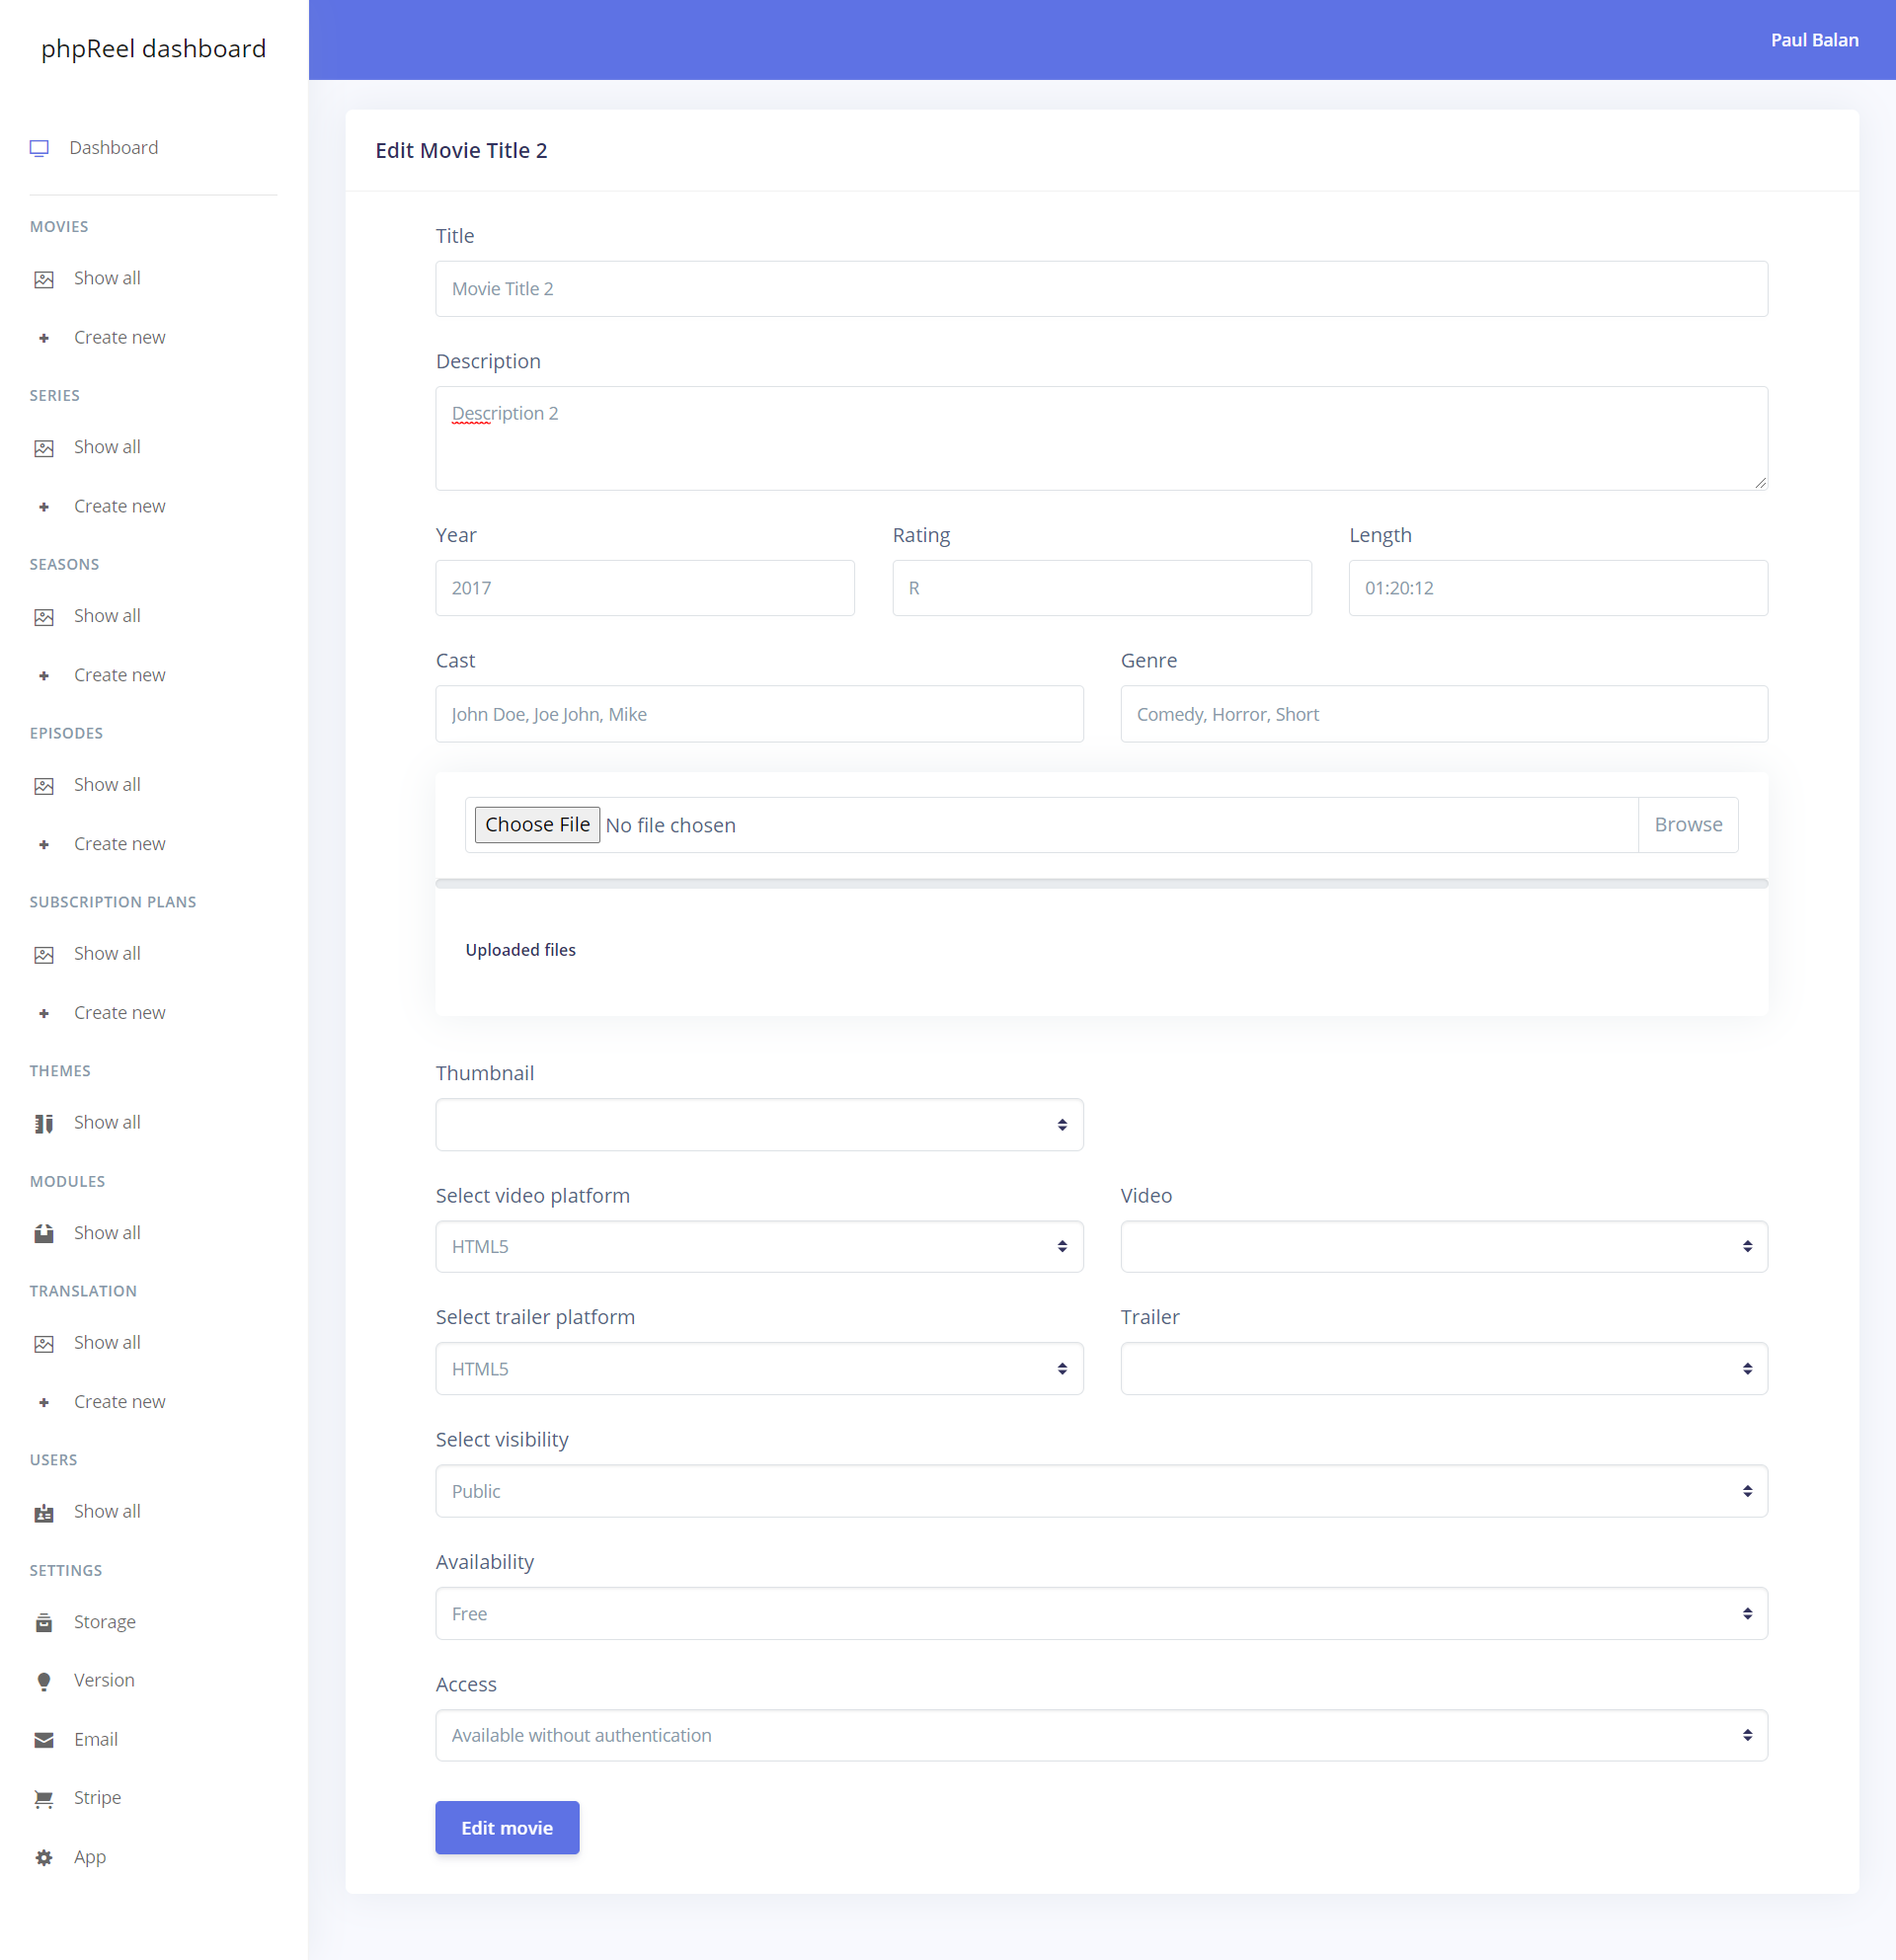 phpReel dashboard
Paul Balan
Dashboard
MOVIES
Show all
Create new
SERIES
Show all
Create new
SEASONS
Show all
Create new
EPISODES
Show all
Create new
SUBSCRIPTION PLANS
Show all
Create new
THEMES
Show all
MODULES
Show all
TRANSLATION
Show all
Create new
USERS
Show all
SETTINGS
Storage
Version
Email
Stripe
App
Edit Movie Title 2
Title
Movie Title 2
Description
Description 2
Year Rating Length
2017 R 01:20:12
Cast Genre
John Doe, Joe John, Mike Comedy, Horror, Short
Choose File No file chosen Browse
Uploaded files
Thumbnail
Select video platform Video
HTML5
Select trailer platform Trailer
HTML5
Select visibility
Public
Availability
Free
Access
Available without authentication
Edit movie